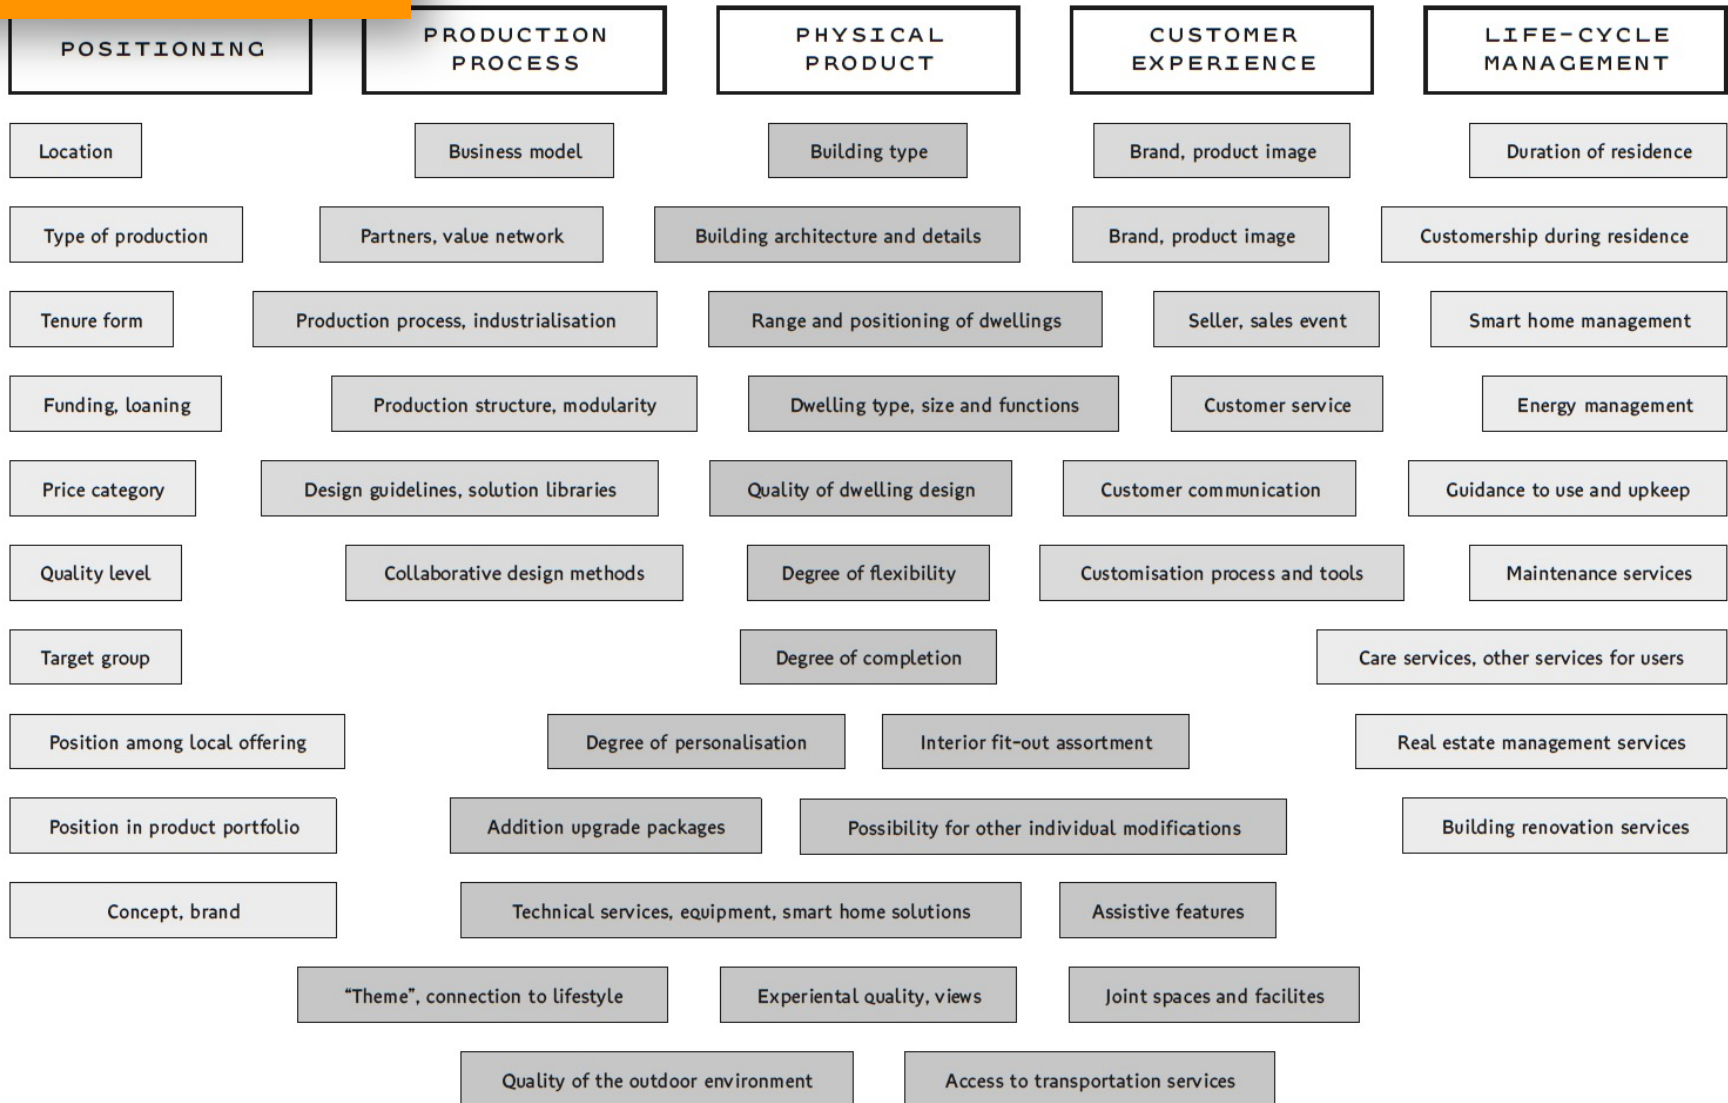 POSITIONING
PRODUCTION
PROCESS
PHYSICAL
PRODUCT
CUSTOMER
EXPERIENCE
LIFE-CYCLE
MANAGEMENT
Location
Business model
Building type
Brand, product image
Duration of residence
Type of production
Partners, value network
Building architecture and details
Brand, product image
Customership during residence
Tenure form
Production process, industrialisation
Range and positioning of dwellings
Seller, sales event
Smart home management
Funding, loaning
Production structure, modularity
Dwelling type, size and functions
Customer service
Energy management
Price category
Design guidelines, solution libraries
Quality of dwelling design
Customer communication
Guidance to use and upkeep
Quality level
Collaborative design methods
Degree of flexibility
Customisation process and tools
Maintenance services
Target group
Degree of completion
Care services, other services for users
Position among local offering
Degree of personalisation
Interior fit-out assortment
Real estate management services
Position in product portfolio
Addition upgrade packages
Possibility for other individual modifications
Building renovation services
Concept, brand
Technical services, equipment, smart home solutions
Assistive features
“Theme”, connection to lifestyle
Experiental quality, views
Joint spaces and facilites
Quality of the outdoor environment
Access to transportation services